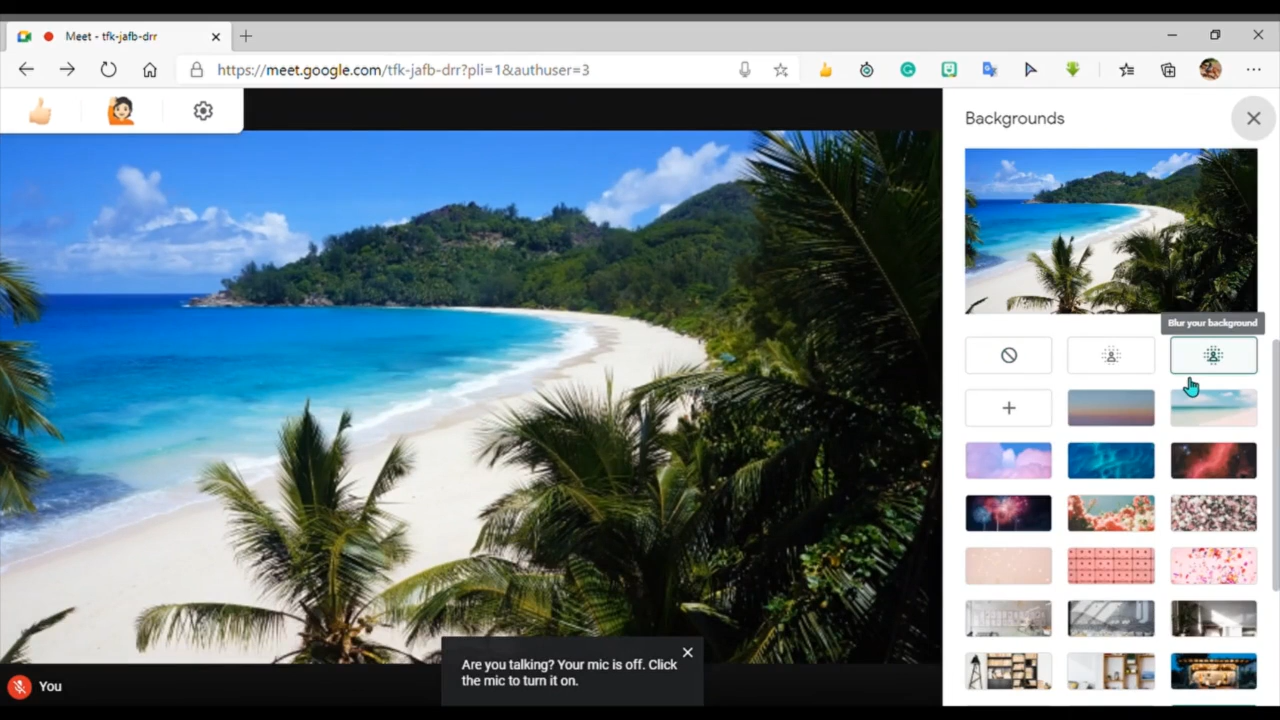 Meet - tfk-jafb-drr
https://meet.google.com/tfk-jafb-drr?pli=1&authuser=3
Backgrounds
Blur your background
Are you talking? Your mic is off. Click
the mic to turn it on.
You